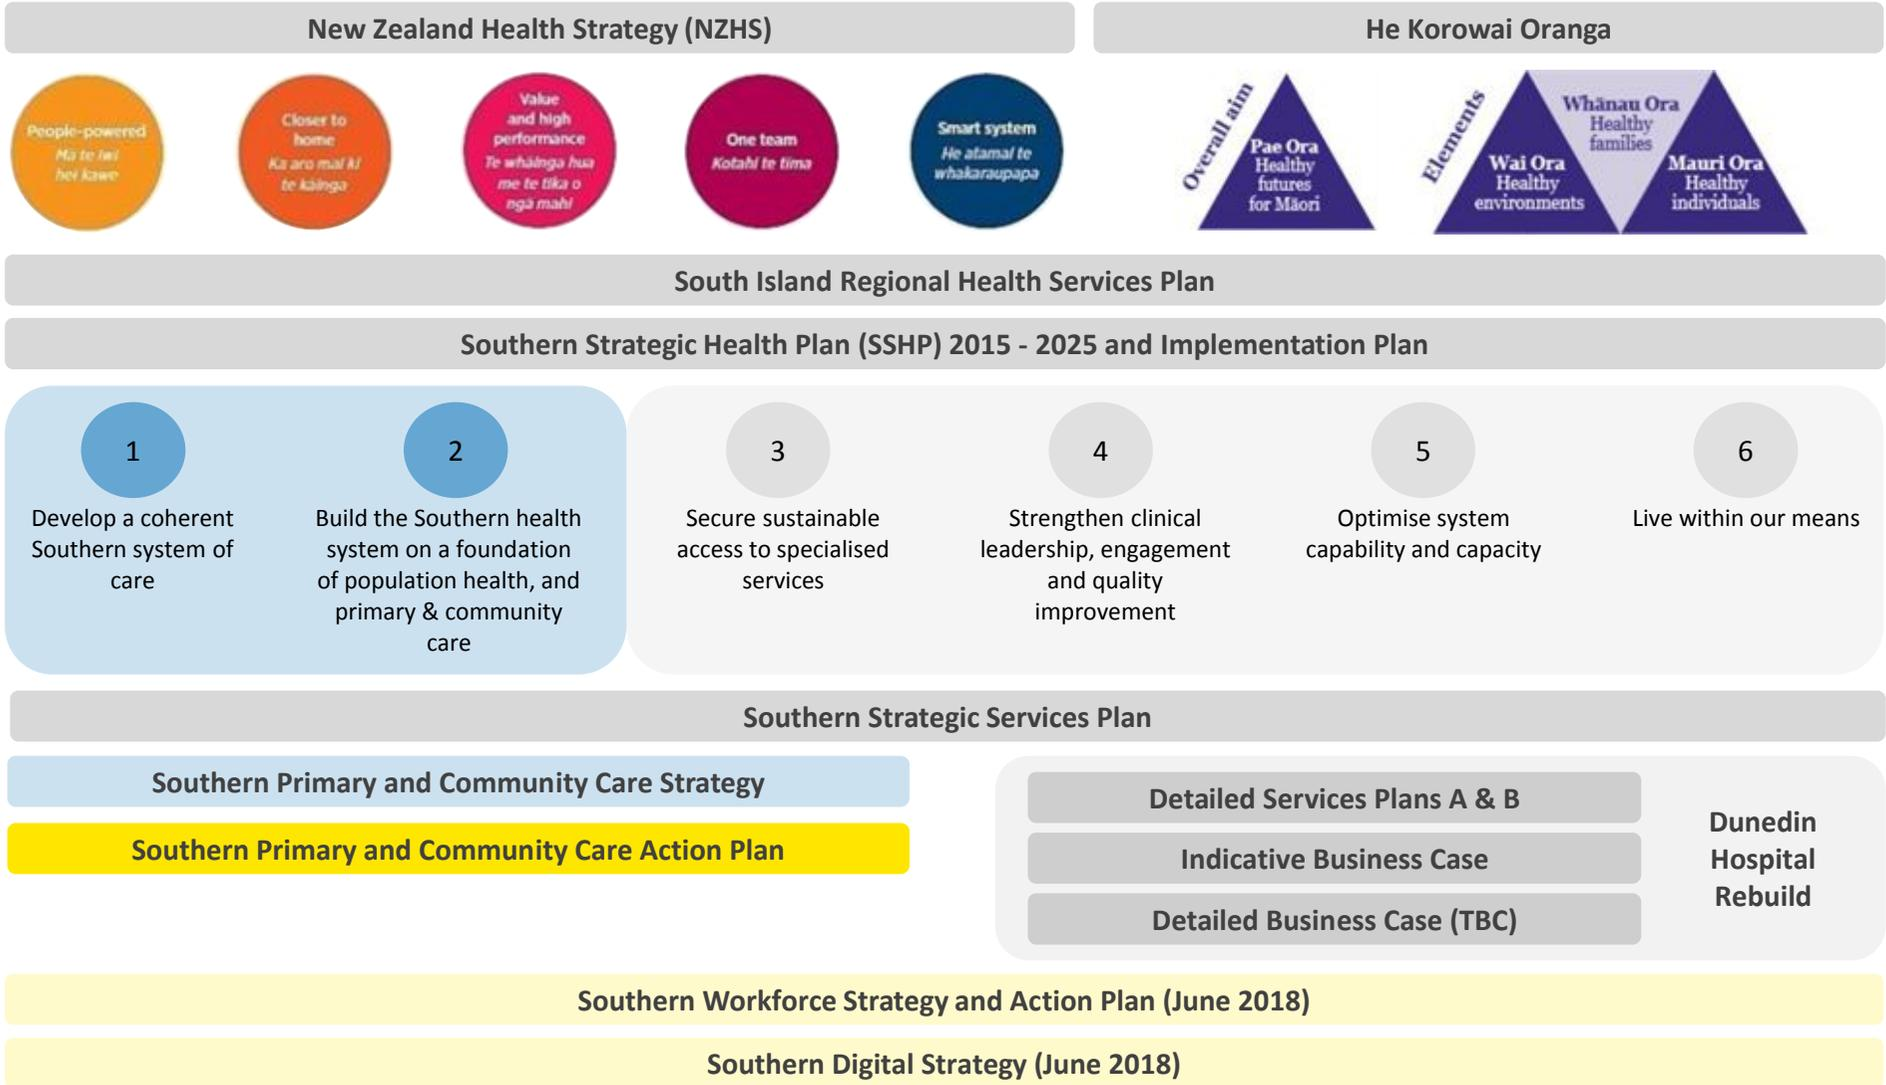 New Zealand Health Strategy (NZHS)
He Korowai Oranga
People-powered
Mā te iwi
hei kawe
Closer to
home
Ka aro mai ki
te kāinga
Value
and high
performance
Te whāinga hua
me te tika o
ngā mahi
One team
Kotahi te tīma
Smart system
He atamai te
whakaraupapa
Overall aim
Pae Ora
Healthy
futures
for Māori
Elements
Wai Ora
Healthy
environments
Whānau Ora
Healthy
families
Mauri Ora
Healthy
individuals
South Island Regional Health Services Plan
Southern Strategic Health Plan (SSHP) 2015 - 2025 and Implementation Plan
1
Develop a coherent
Southern system of
care
2
Build the Southern health
system on a foundation
of population health, and
primary & community
care
3
Secure sustainable
access to specialised
services
4
Strengthen clinical
leadership, engagement
and quality
improvement
5
Optimise system
capability and capacity
6
Live within our means
Southern Strategic Services Plan
Southern Primary and Community Care Strategy
Southern Primary and Community Care Action Plan
Detailed Services Plans A & B
Indicative Business Case
Detailed Business Case (TBC)
Dunedin
Hospital
Rebuild
Southern Workforce Strategy and Action Plan (June 2018)
Southern Digital Strategy (June 2018)